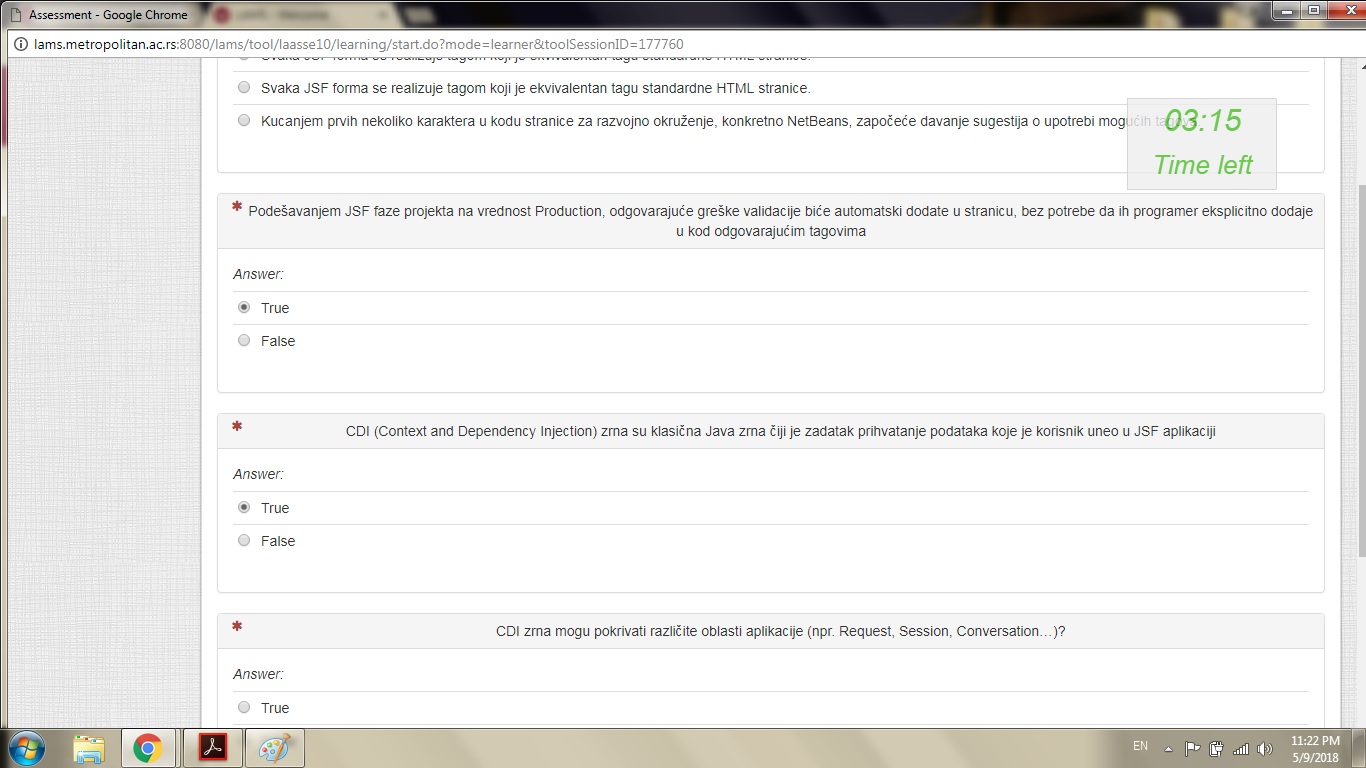 Assessment - Google Chrome
lams.metropolitan.ac.rs:8080/lams/tool/laasse10/learning/start.do?mode=learner&toolSessionID=177760
Svaka JSF forma se realizuje tagom koji je ekvivalentan tagu standardne HTML stranice.
Svaka JSF forma se realizuje tagom koji je ekvivalentan tagu standardne HTML stranice.
Kucanjem prvih nekoliko karaktera u kodu stranice za razvojno okruženje, konkretno NetBeans, započeće davanje sugestija o upotrebi mogućih tagova
03:15
Time left
* Podešavanjem JSF faze projekta na vrednost Production, odgovarajuće greške validacije biće automatski dodate u stranicu, bez potrebe da ih programer eksplicitno dodaje
u kod odgovarajućim tagovima
Answer:
True
False
* CDI (Context and Dependency Injection) zrna su klasična Java zrna čiji je zadatak prihvatanje podataka koje je korisnik uneo u JSF aplikaciji
Answer:
True
False
* CDI zrna mogu pokrivati različite oblasti aplikacije (npr. Request, Session, Conversation…)?
Answer:
True
EN
11:22 PM
5/9/2018